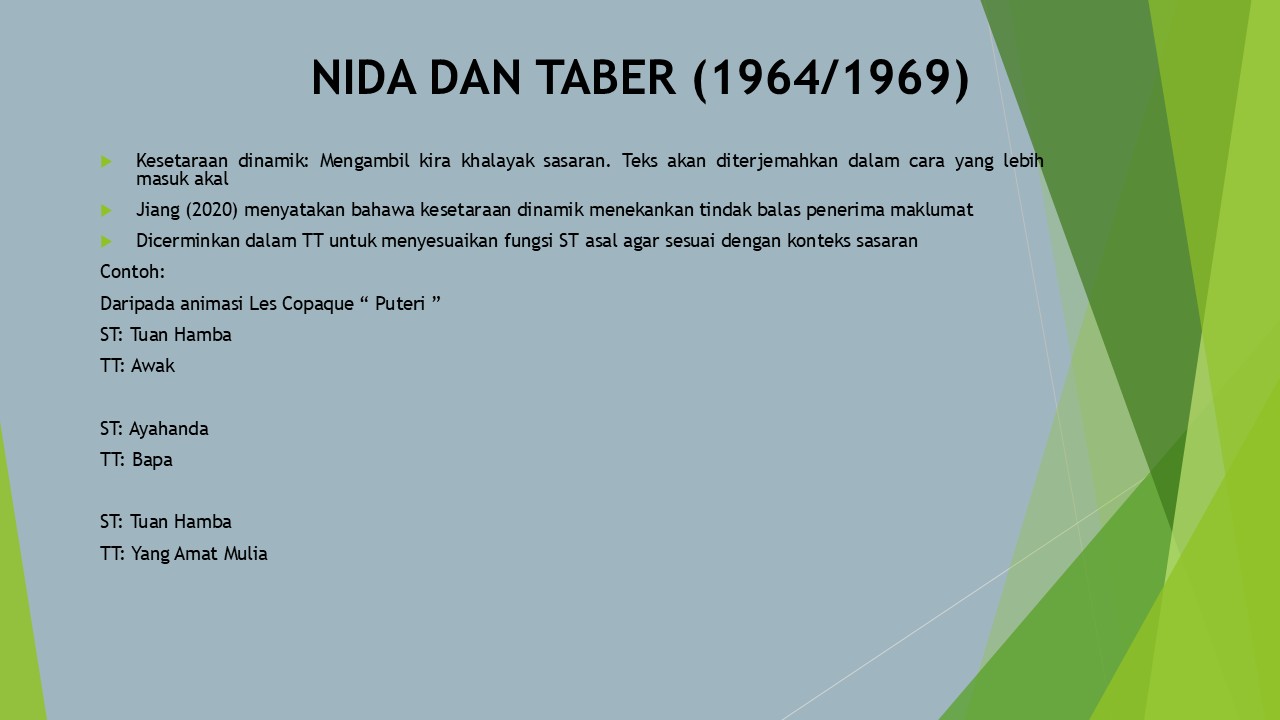 NIDA DAN TABER (1964/1969)
Kesetaraan dinamik: Mengambil kira khalayak sasaran. Teks akan diterjemahkan dalam cara yang lebih
masuk akal
Jiang (2020) menyatakan bahawa kesetaraan dinamik menekankan tindak balas penerima maklumat
Dicerminkan dalam TT untuk menyesuaikan fungsi ST asal agar sesuai dengan konteks sasaran
Contoh:
Daripada animasi Les Copaque “ Puteri ”
ST: Tuan Hamba
TT: Awak
ST: Ayahanda
TT: Bapa
ST: Tuan Hamba
TT: Yang Amat Mulia